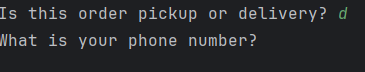 Is this order pickup or delivery? d
What is your phone number?